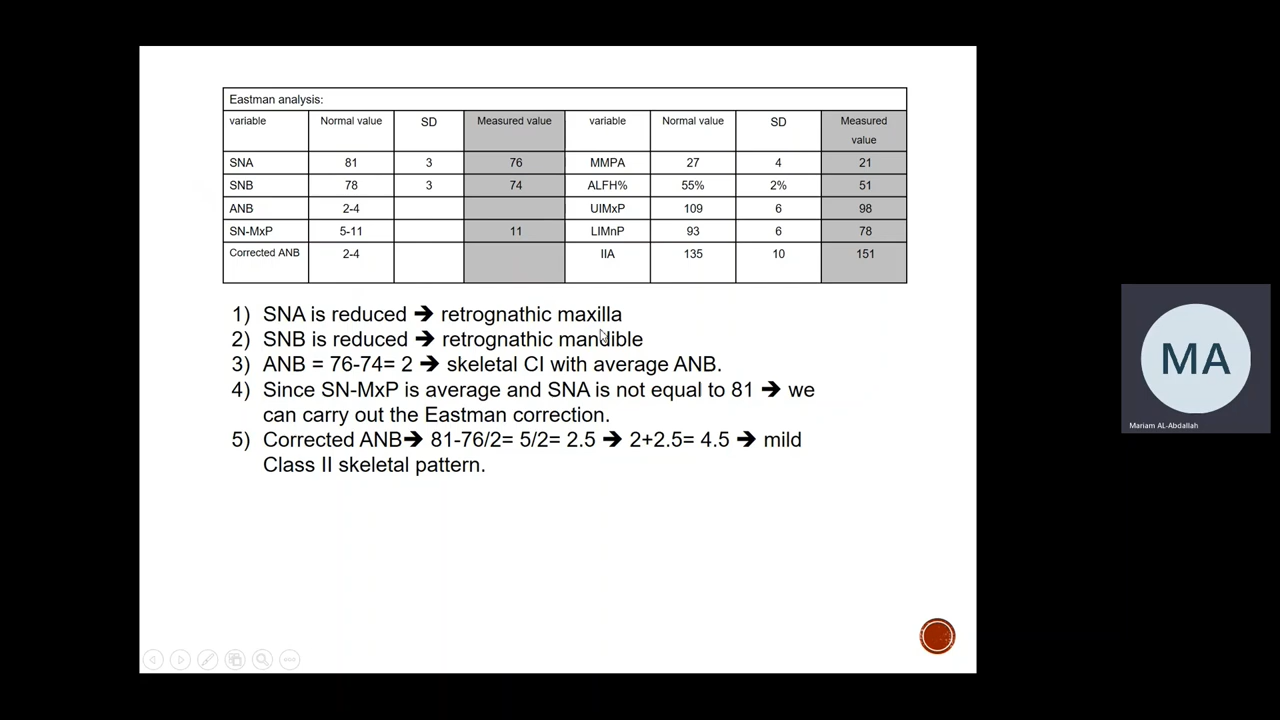 Eastman analysis:
variable Normal value SD Measured value variable Normal value SD Measured value
SNA 81 3 76 MMPA 27 4 21
SNB 78 3 74 ALFH% 55% 2% 51
ANB 2-4 UIMxP 109 6 98
SN-MxP 5-11 11 LIMnP 93 6 78
Corrected ANB 2-4 IIA 135 10 151
1) SNA is reduced ➔ retrognathic maxilla
2) SNB is reduced ➔ retrognathic mandible
3) ANB = 76-74= 2 ➔ skeletal CI with average ANB.
4) Since SN-MxP is average and SNA is not equal to 81 ➔ we
can carry out the Eastman correction.
5) Corrected ANB➔ 81-76/2= 5/2= 2.5 ➔ 2+2.5= 4.5 ➔ mild
Class II skeletal pattern.
MA
Mariam AL-Abdallah